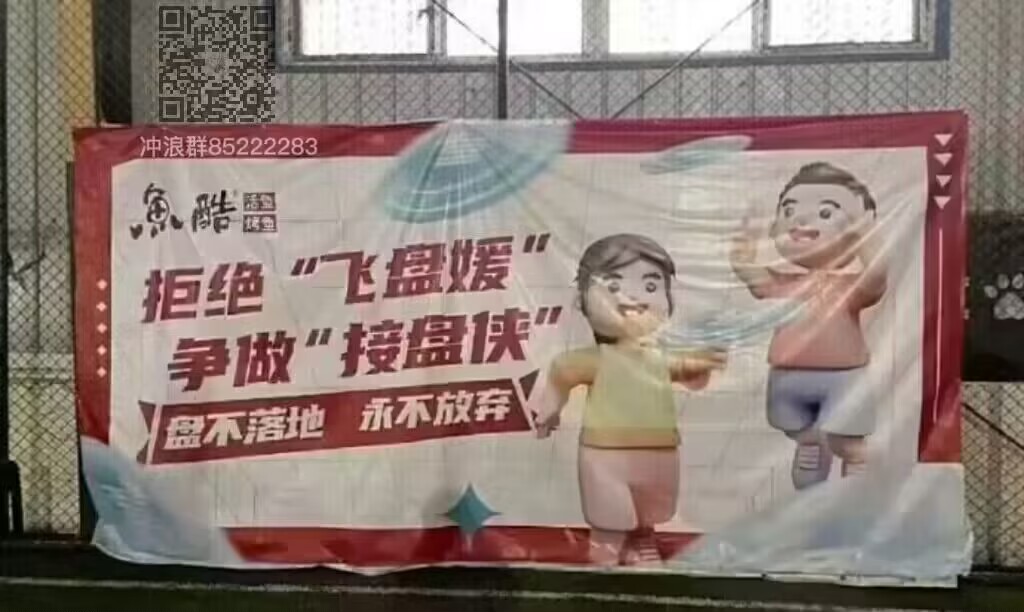 冲浪群85222283
魚酷
活鱼
烤鱼
拒绝“飞盘媛”
争做“接盘侠”
盘不落地 永不放弃